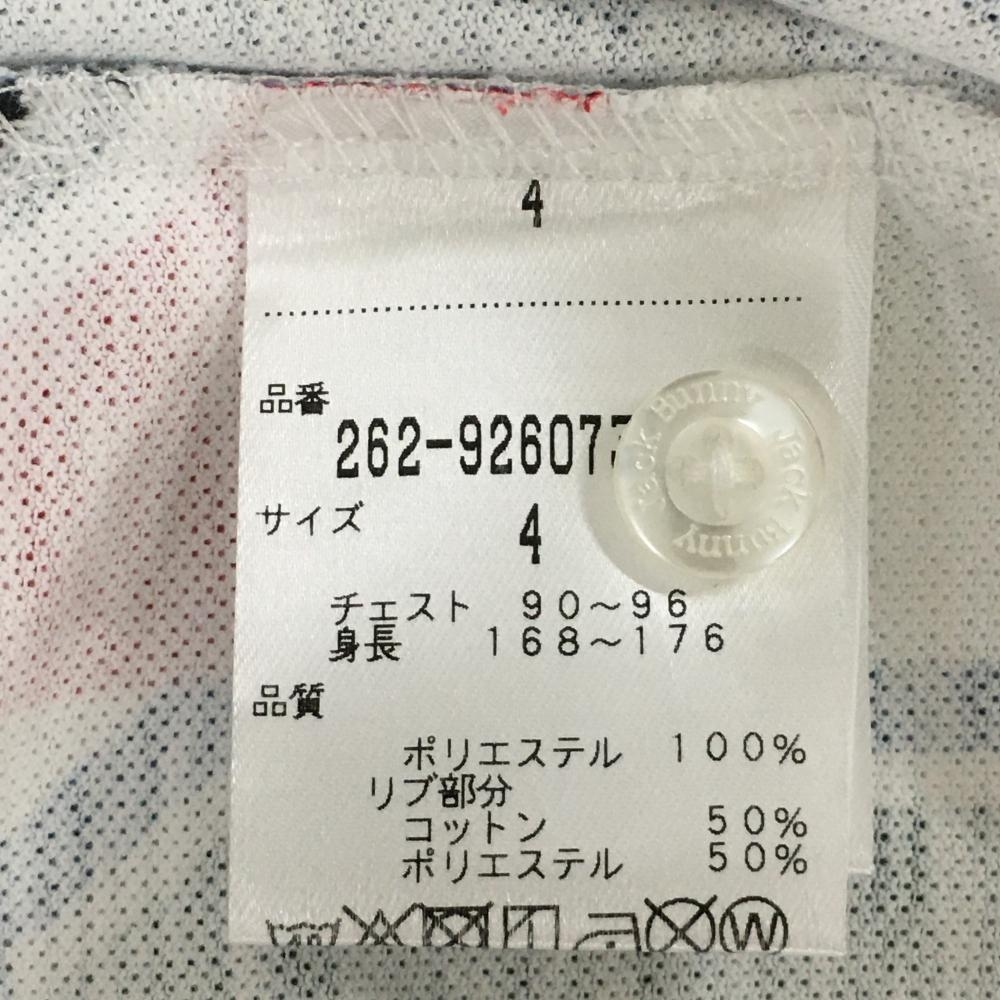 4
品番
262-926073
サイズ
4
チェスト 90～96
身長 168～176
品質
ポリエステル 100%
リブ部分
コットン 50%
ポリエステル 50%
Jack Bunny
Jack Bunny
W